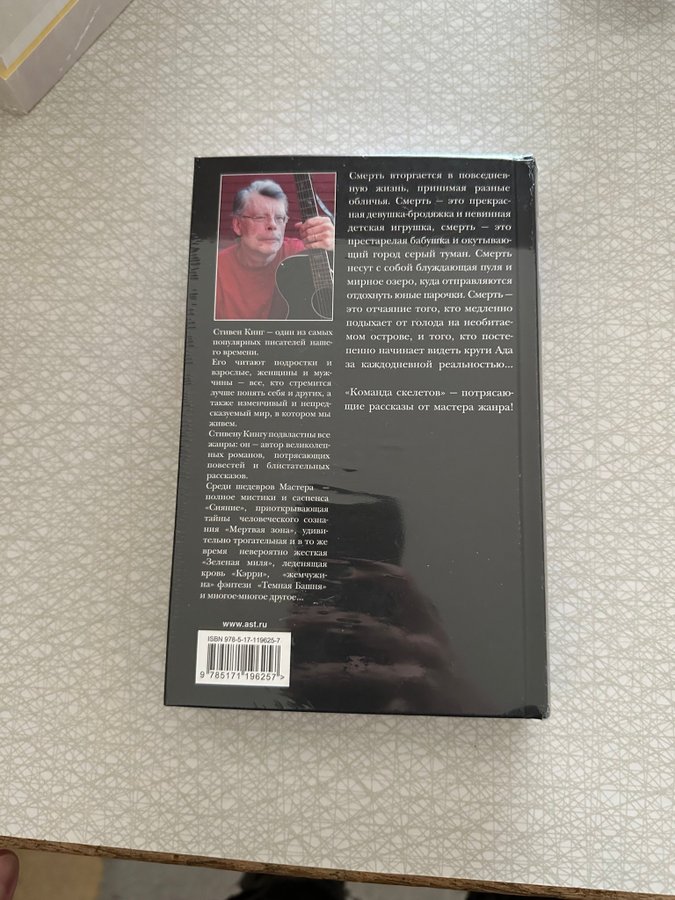 Смерть вторгается в повседнев-
ную жизнь, принимая разные
обличья. Смерть — это прекрас-
ная девушка-бродяжка и невинная
детская игрушка, смерть — это
престарелая бабушка и окутываю-
щий город серый туман. Смерть
несут с собой блуждающая пуля и
мирное озеро, куда отправляются
отдохнуть юные парочки. Смерть —
это отчаяние того, кто медленно
подыхает от голода на необитае-
мом острове, и того, кто посте-
пенно начинает видеть круги Ада
за каждодневной реальностью...
«Команда скелетов» — потрясаю-
щие рассказы от мастера жанра!
Стивен Кинг — один из самых
популярных писателей наше-
го времени.
Его читают подростки и
взрослые, женщины и муж-
чины — все, кто стремится
лучше понять себя и других, а
также изменчивый и непред-
сказуемый мир, в котором мы
живем.
Стивену Кингу подвластны все
жанры: он — автор великолеп-
ных романов, потрясающих
повестей и блистательных
рассказов.
Среди шедевров Мастера —
полное мистики и саспенса
«Сияние», приоткрывающая
тайны человеческого созна-
ния «Мертвая зона», удиви-
тельно трогательная и в то же
время невероятно жесткая
«Зеленая миля», леденящая
кровь «Кэрри», «жемчужи-
на» фэнтези «Темная Башня»
и многое-многое другое...
www.ast.ru
ISBN 978-5-17-119625-7
9 785171 196257 >